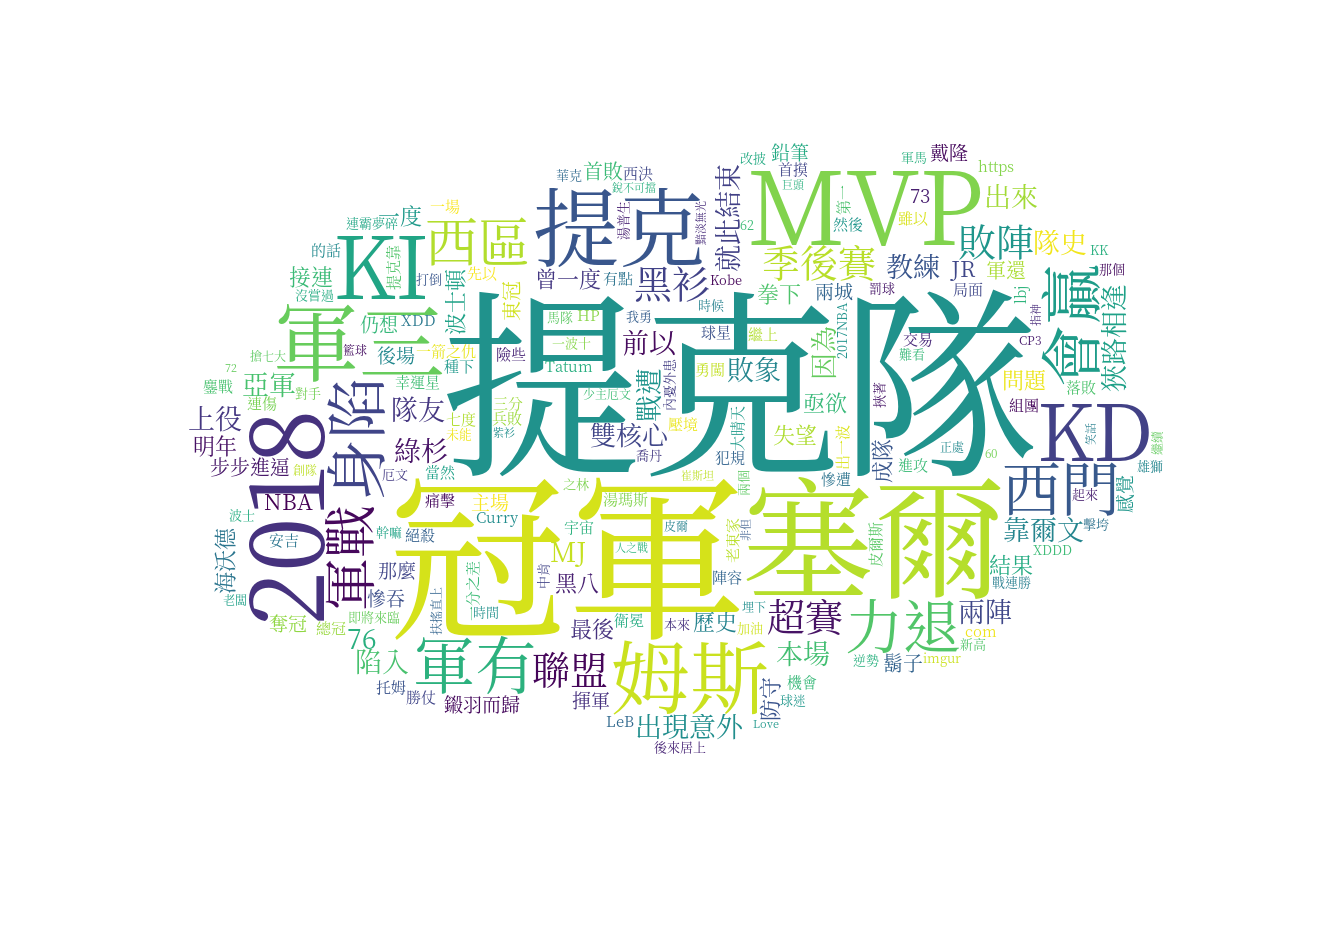 提克隊
冠軍
塞爾
MVP
提克
2018
KI
KD
姆斯
西區
軍三
身陷
軍戰
軍有
聯盟
力退
超賽
西門
會贏
黑衫
季後賽
敗陣
隊史
教練
JR
軍還
出來
鉛筆
戴隆
https
73
雖以
然後
第一
首摸
改披
軍馬
巨頭
62
就此結束
黯淡無光
銳不可擋
湯普生
首敗
西決
華克
曾一度
有點
Kobe
拳下
兩城
罰球
局面
lbj
KK
那個
狹路相逢
指神
CP3
交易
難看
2017NBA
因為
繼上
時候
球星
前以
我勇
HP
馬隊
一波十
Tatum
險些
東冠
先以
波士頓
打倒
提克靠
一度
一場
連霸夢碎
的話
接連
沒嘗過
仍想
XDD
後場
一箭之仇
種下
籃球
搶七大
72
鏖戰
亞軍
對手
幸運星
連傷
上役
明年
步步進逼
隊友
綠杉
七度
未能
三分
兵敗
紫衫
少主厄文
戰遭
內憂外患
勇闖
敗象
雙核心
壓境
喬丹
大晴天
失望
亟欲
犯規
出一波
成隊
挾著
進攻
正處
60
問題
組團
落敗
笑話
雄獅
繼續
感覺
起來
擊垮
靠爾文
XDDD
結果
戰連勝
皮爾斯
慘遭
兩個
崔斯坦
老東家
非但
皮爾
陣容
埋下
湯瑪斯
之林
宇宙
人之戰
MJ
黑八
中肯
Curry
主場
痛擊
當然
厄文
NBA
創隊
波士
安吉
海沃德
老闆
幹嘛
絕殺
那麼
慘吞
一分之差
一時間
扶搖直上
即將來臨
奪冠
總冠
76
陷入
托姆
勝仗
鎩羽而歸
揮軍
最後
衛冕
本來
歷史
加油
本場
機會
防守
球迷
出現意外
LeB
Love
後來居上
逆勢
鬍子
imgur
新高
com
兩陣